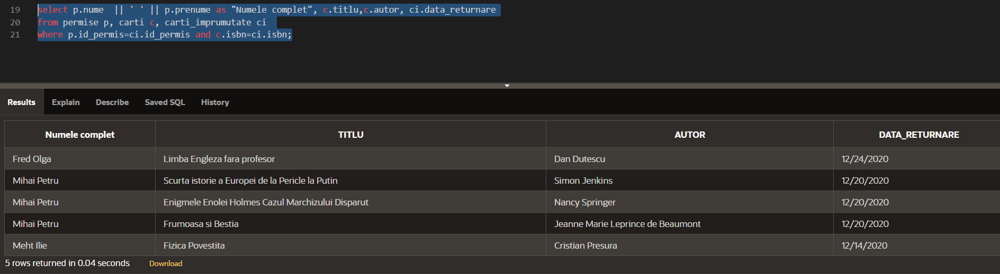 19 select p.nume  || ' ' || p.prenume as "Numele complet", c.titlu,c.autor, ci.data_returnare
20 from permise p, carti c, carti_imprumutate ci
21 where p.id_permis=ci.id_permis and c.isbn=ci.isbn;
Results Explain Describe Saved SQL History
Numele complet TITLU AUTOR DATA_RETURNARE
Fred Olga Limba Engleza fara profesor Dan Dutescu 12/24/2020
Mihai Petru Scurta istorie a Europei de la Pericle la Putin Simon Jenkins 12/20/2020
Mihai Petru Enigmele Enolei Holmes Cazul Marchizului Disparut Nancy Springer 12/20/2020
Mihai Petru Frumoasa si Bestia Jeanne Marie Leprince de Beaumont 12/20/2020
Meht Ilie Fizica Povestita Cristian Presura 12/14/2020
5 rows returned in 0.04 seconds Download